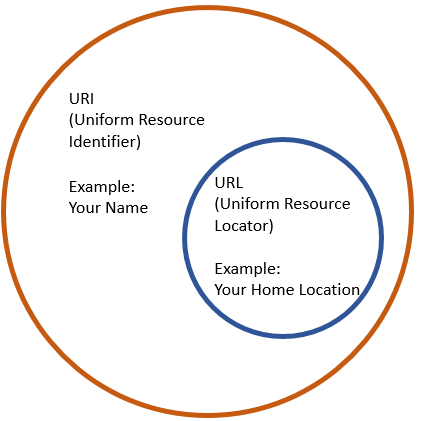 URI
(Uniform Resource
Identifier)
Example:
Your Name
URL
(Uniform Resource
Locator)
Example:
Your Home Location